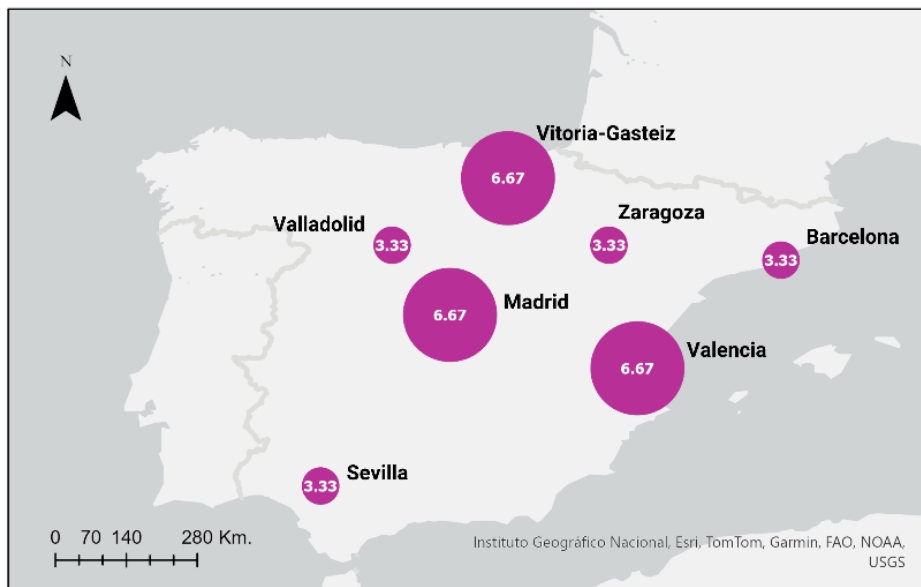 N
Vitoria-Gasteiz
6.67
Valladolid
3.33
Zaragoza
3.33
Barcelona
3.33
Madrid
6.67
Valencia
6.67
Sevilla
3.33
0 70 140 280 Km.
Instituto Geográfico Nacional, Esri, TomTom, Garmin, FAO, NOAA,
USGS